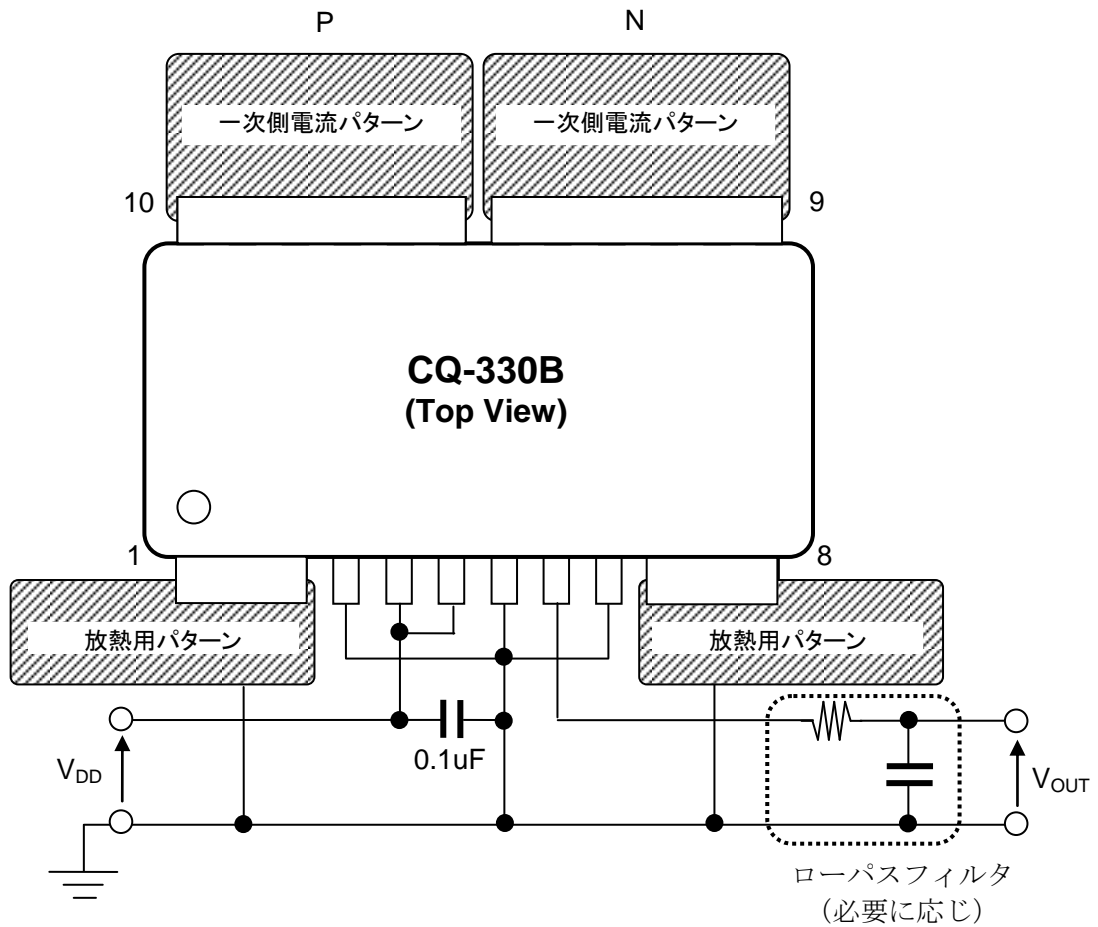 P
N
一次側電流パターン
一次側電流パターン
10
9
CQ-330B
(Top View)
1
8
放熱用パターン
放熱用パターン
0.1uF
VDD
VOUT
ローパスフィルタ
（必要に応じ）